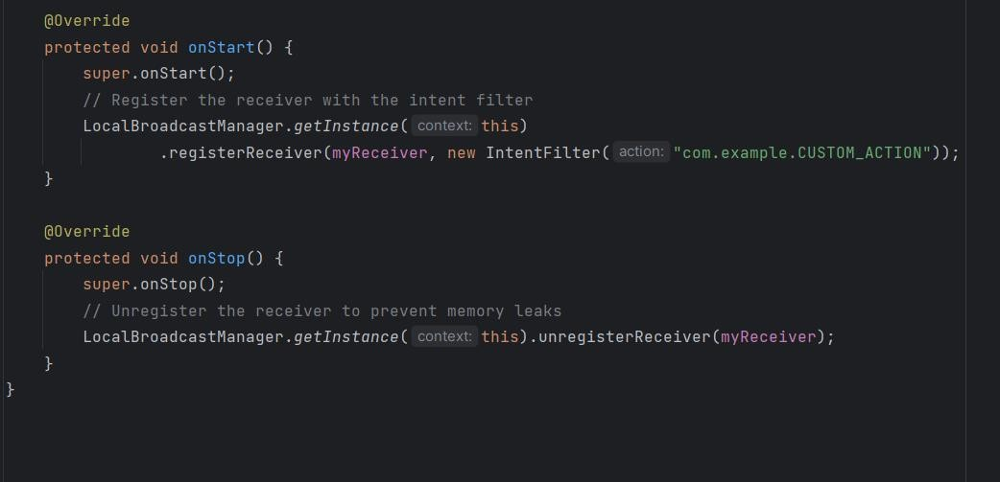 @Override
protected void onStart() {
super.onStart();
// Register the receiver with the intent filter
LocalBroadcastManager.getInstance( context: this)
.registerReceiver(myReceiver, new IntentFilter( action: "com.example.CUSTOM_ACTION"));
}
@Override
protected void onStop() {
super.onStop();
// Unregister the receiver to prevent memory leaks
LocalBroadcastManager.getInstance( context: this).unregisterReceiver(myReceiver);
}
}